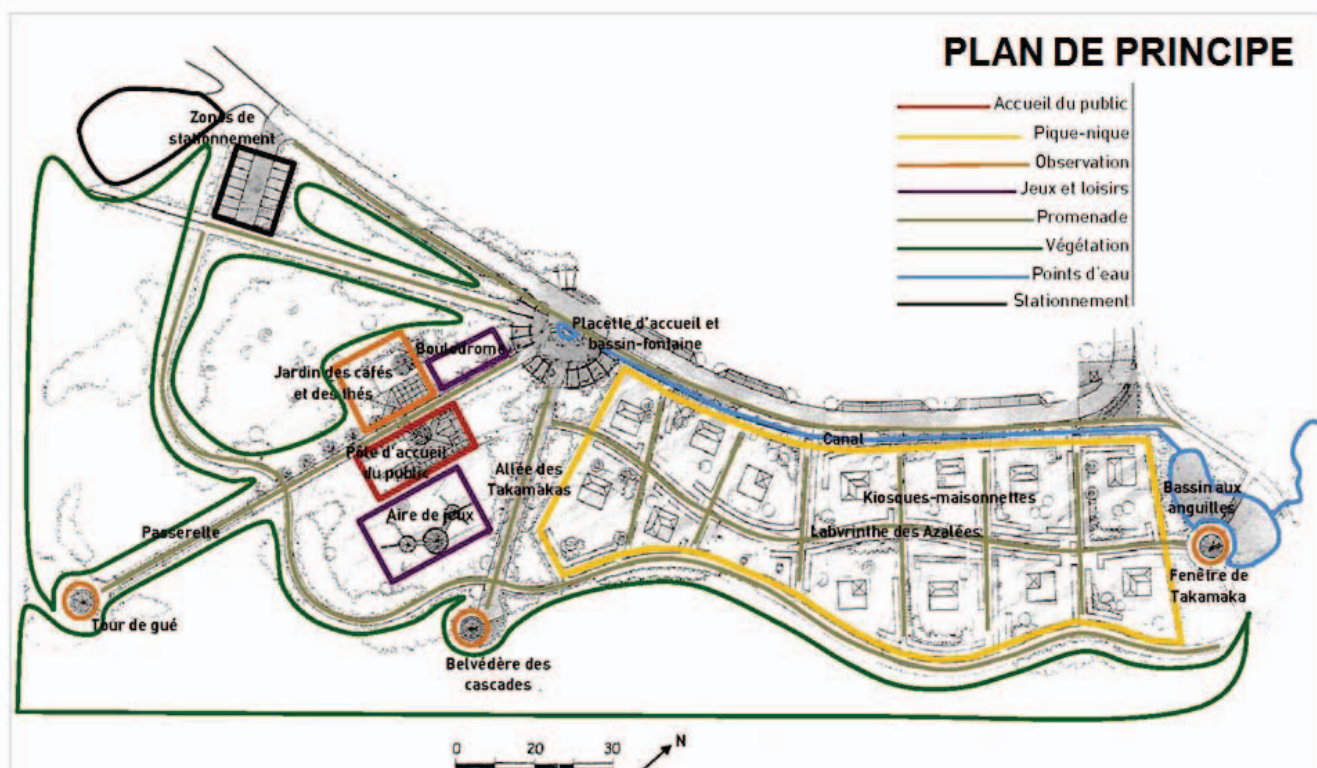 PLAN DE PRINCIPE
Accueil du public
Pique-nique
Observation
Jeux et loisirs
Promenade
Végétation
Points d'eau
Stationnement
Zones de
stationnement
Placette d'accueil et
bassin-fontaine
Boulodrome
Jardin des cafés
et des thés
Pôle d'accueil
du public
Allée des
Takamakas
Aire de jeux
Canal
Kiosques-maisonnettes
Labyrinthe des Azalées
Bassin aux
anguilles
Fenêtre de
Takamaka
Passerelle
Tour de gué
Belvédère des
cascades
0 20 30
N